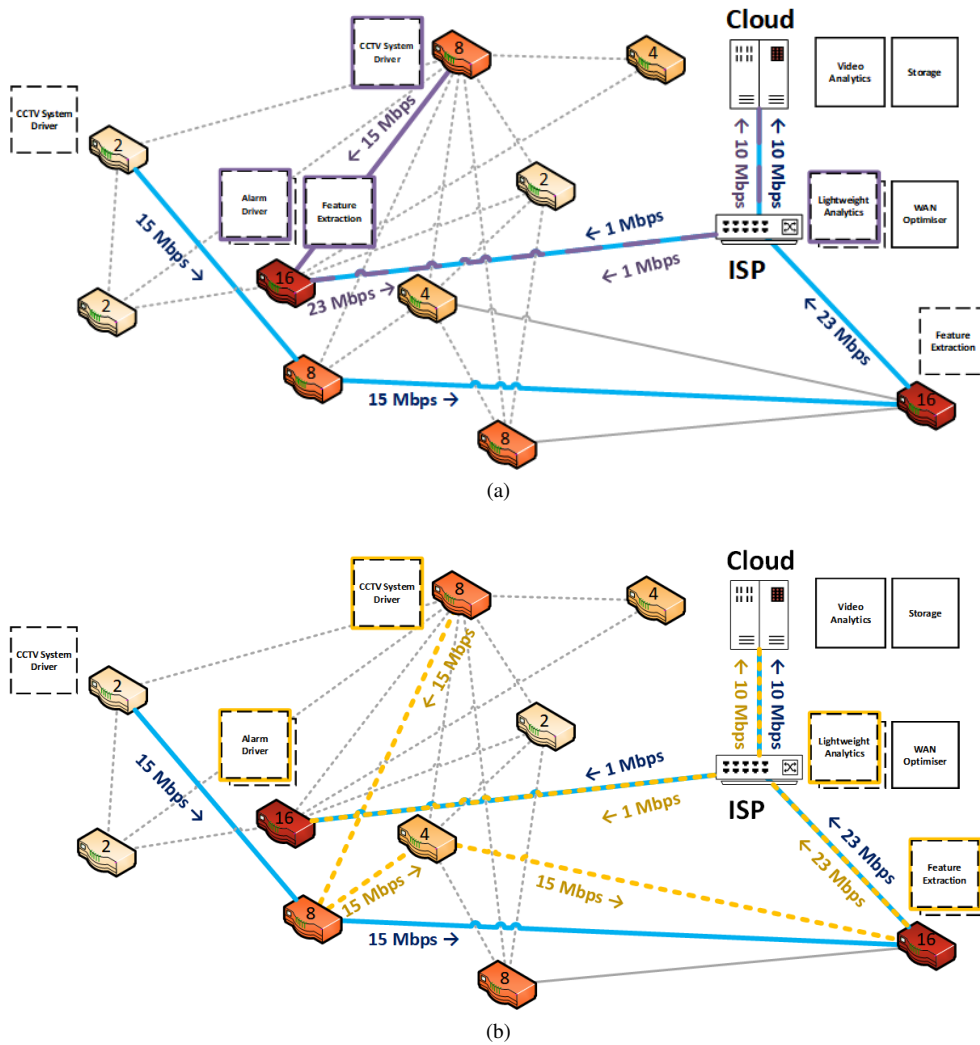 Cloud
CCTV System
Driver
8
4
Video
Analytics
Storage
CCTV System
Driver
2
← 15 Mbps
← 10 Mbps
← 10 Mbps
2
Alarm
Driver
Feature
Extraction
Lightweight
Analytics
WAN
Optimiser
15 Mbps →
← 1 Mbps
← 1 Mbps
ISP
16
23 Mbps →
4
2
← 23 Mbps
Feature
Extraction
8
15 Mbps →
16
8
(a)
Cloud
CCTV System
Driver
8
4
Video
Analytics
Storage
CCTV System
Driver
2
← 15 Mbps
← 10 Mbps
← 10 Mbps
2
Alarm
Driver
Lightweight
Analytics
WAN
Optimiser
15 Mbps →
← 1 Mbps
← 1 Mbps
ISP
16
4
2
← 23 Mbps
← 23 Mbps
Feature
Extraction
15 Mbps →
15 Mbps →
8
15 Mbps →
16
8
(b)